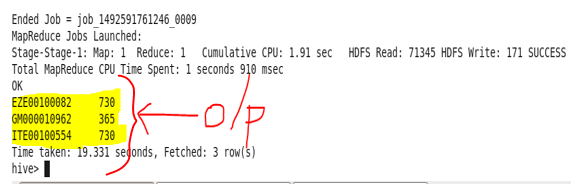 Ended Job = job_1492591761246_0009
MapReduce Jobs Launched:
Stage-Stage-1: Map: 1  Reduce: 1   Cumulative CPU: 1.91 sec   HDFS Read: 71345 HDFS Write: 171 SUCCESS
Total MapReduce CPU Time Spent: 1 seconds 910 msec
OK
EZE00100082     730
GM000010962     365
ITE00100554     730
O/P
Time taken: 19.331 seconds, Fetched: 3 row(s)
hive>